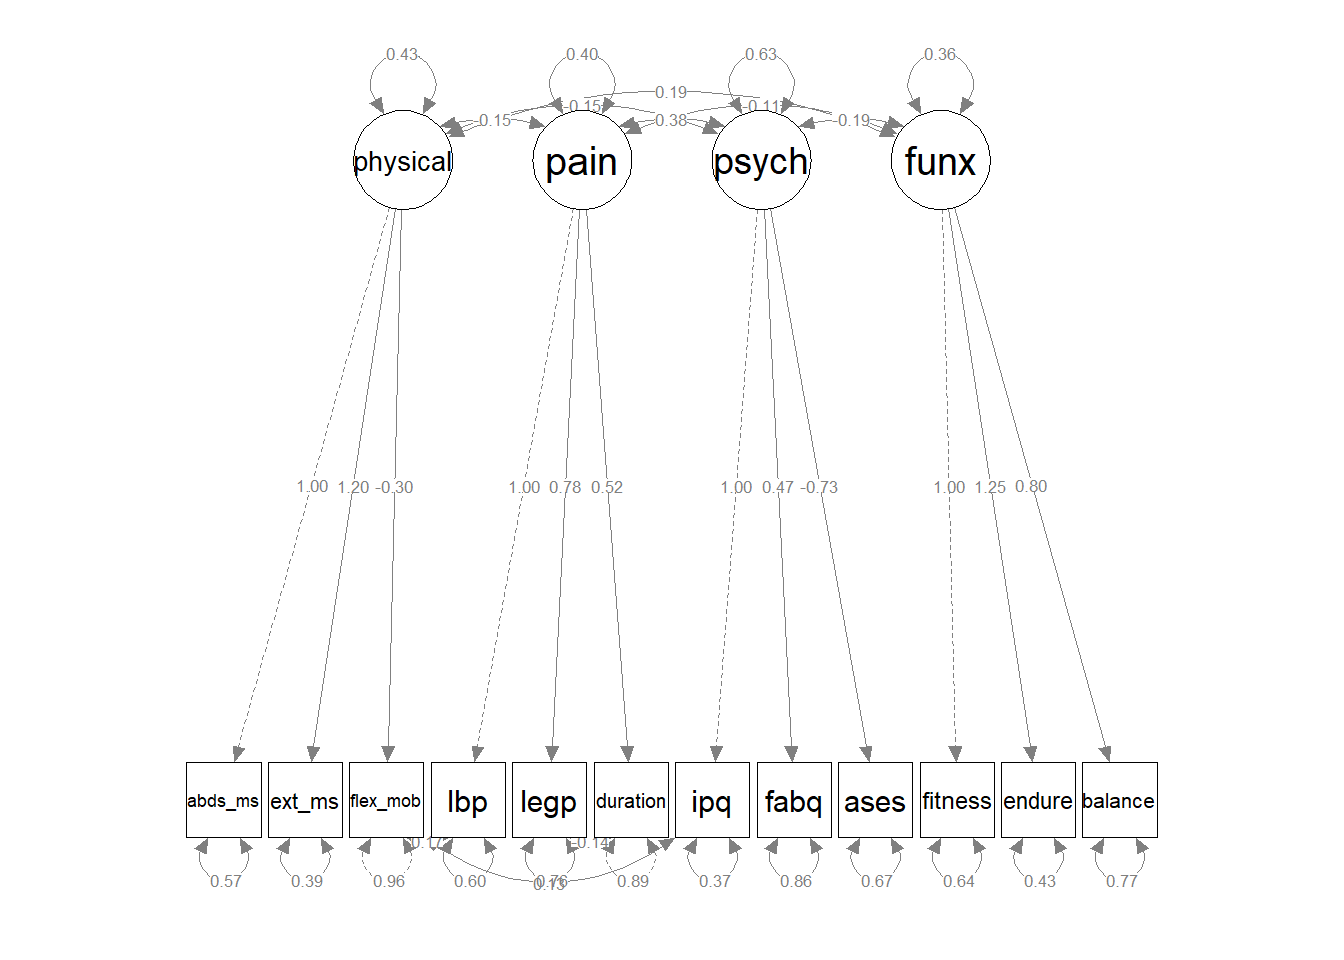 0.43 0.40 0.63 0.36
0.19
-0.15 -0.11
-0.15 0.38 -0.19
physical pain psych funx
1.00 1.20 -0.30 1.00 0.78 0.52 1.00 0.47 -0.73 1.00 1.25 0.80
abds_ms ext_ms flex_mob lbp legp duration ipq fabq ases fitness endure balance
-0.14
0.57 0.39 0.96 0.60 0.76 0.89 0.37 0.86 0.67 0.64 0.43 0.77
0.13